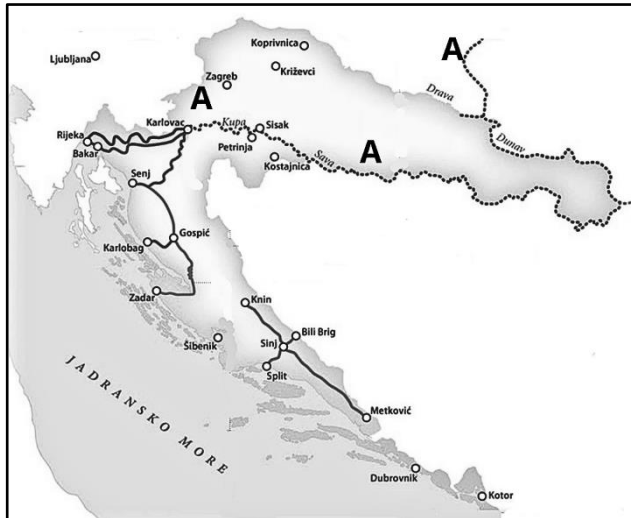 Koprivnica
A
Ljubljana
Križevci
Zagreb
A
Drava
Rijeka
Karlovac
Kupa
Sisak
Dunav
Bakar
Petrinja
A
Sava
Kostajnica
Senj
Gospić
Karlobag
Zadar
Knin
Bili Brig
Šibenik
Sinj
Split
JADRANSKO MORE
Metković
Dubrovnik
Kotor